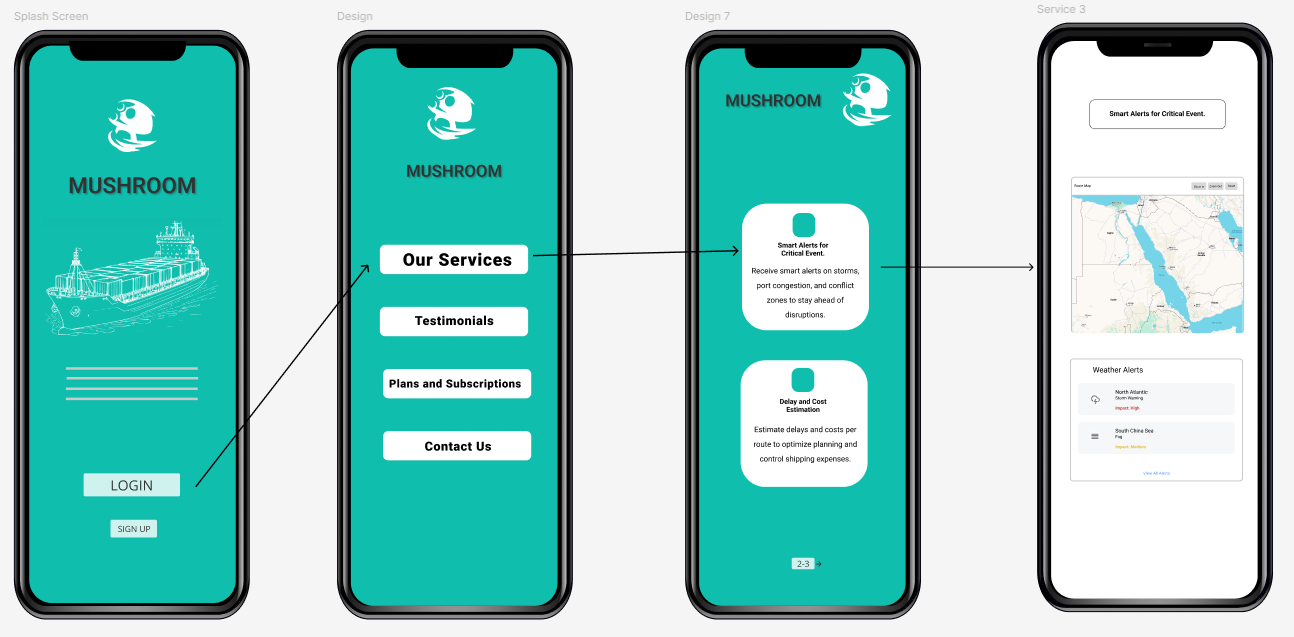 Splash Screen
MUSHROOM
LOGIN
SIGN UP
Design
MUSHROOM
Our Services
Testimonials
Plans and Subscriptions
Contact Us
Design 7
MUSHROOM
Smart Alerts for
Critical Event.
Receive smart alerts on storms,
port congestion, and conflict
zones to stay ahead of
disruptions.
Delay and Cost
Estimation
Estimate delays and costs per
route to optimize planning and
control shipping expenses.
2-3
Service 3
Smart Alerts for Critical Event.
Route Map
Weather Alerts
North Atlantic
Storm Warning
Impact: High
South China Sea
Fog
Impact: Medium
View All Alerts